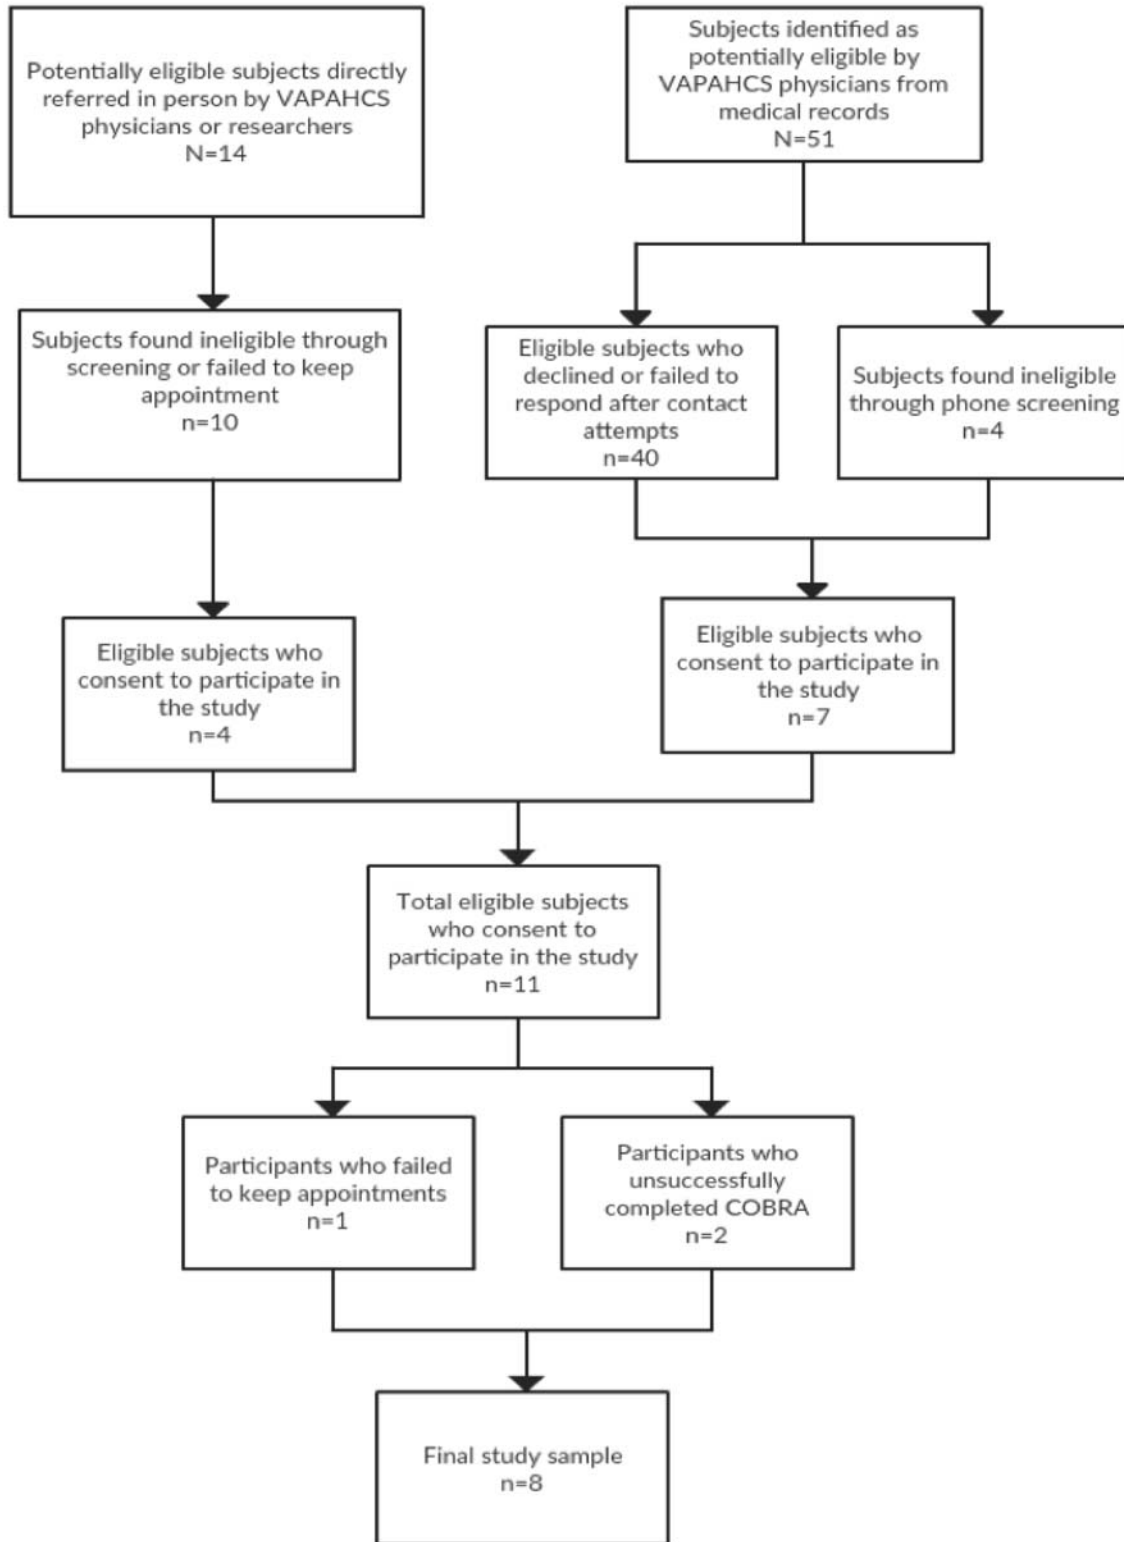 Potentially eligible subjects directly
referred in person by VAPAHCS
physicians or researchers
N=14
Subjects identified as
potentially eligible by
VAPAHCS physicians from
medical records
N=51
Subjects found ineligible through
screening or failed to keep
appointment
n=10
Eligible subjects who
declined or failed to
respond after contact
attempts
n=40
Subjects found ineligible
through phone screening
n=4
Eligible subjects who
consent to participate in
the study
n=4
Eligible subjects who
consent to participate in
the study
n=7
Total eligible subjects
who consent to
participate in the study
n=11
Participants who failed
to keep appointments
n=1
Participants who
unsuccessfully
completed COBRA
n=2
Final study sample
n=8